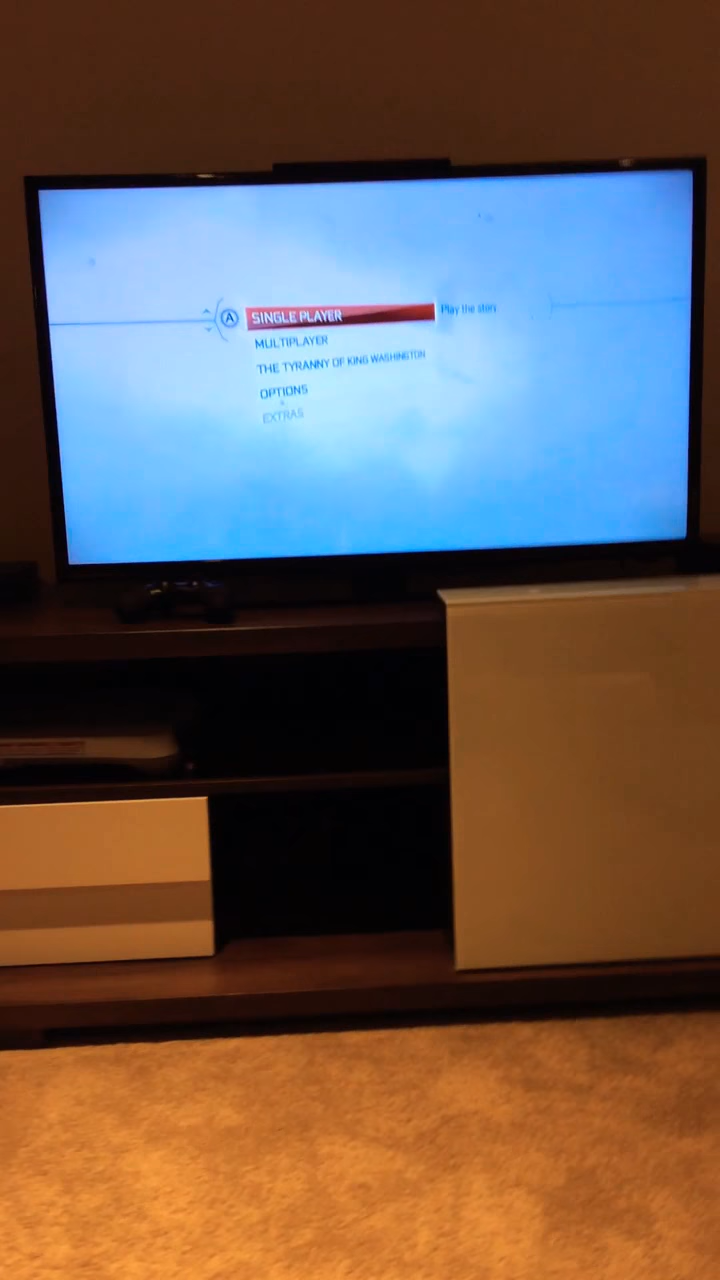 A
SINGLE PLAYER
Play the story
MULTIPLAYER
THE TYRANNY OF KING WASHINGTON
OPTIONS
EXTRAS